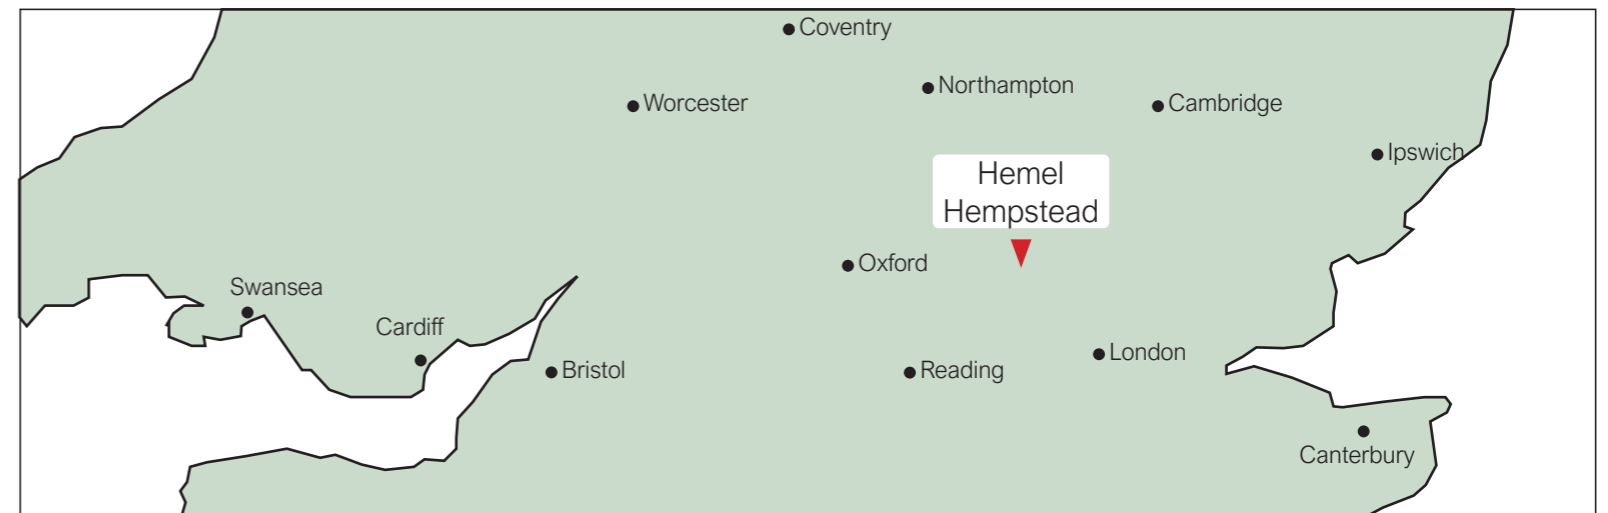 Coventry
Northampton
Worcester
Cambridge
Ipswich
Hemel
Hempstead
Oxford
Swansea
Cardiff
London
Bristol
Reading
Canterbury